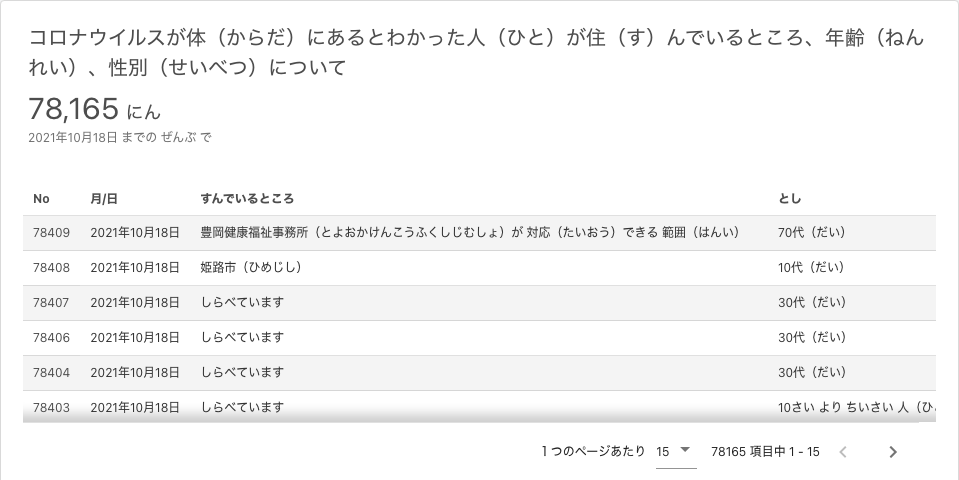 コロナウイルスが体（からだ）にあるとわかった人（ひと）が住（す）んでいるところ、年齢（ねん
れい）、性別（せいべつ）について
78,165 にん
2021年10月18日 までの ぜんぶ で
No 月/日 すんでいるところ とし
78409 2021年10月18日 豊岡健康福祉事務所（とよおかけんこうふくしじむしょ）が 対応（たいおう）できる 範囲（はんい） 70代（だい）
78408 2021年10月18日 姫路市（ひめじし） 10代（だい）
78407 2021年10月18日 しらべています 30代（だい）
78406 2021年10月18日 しらべています 30代（だい）
78404 2021年10月18日 しらべています 30代（だい）
78403 2021年10月18日 しらべています 10さい より ちいさい 人（ひ
1 つのページあたり 15 78165 項目中 1 - 15